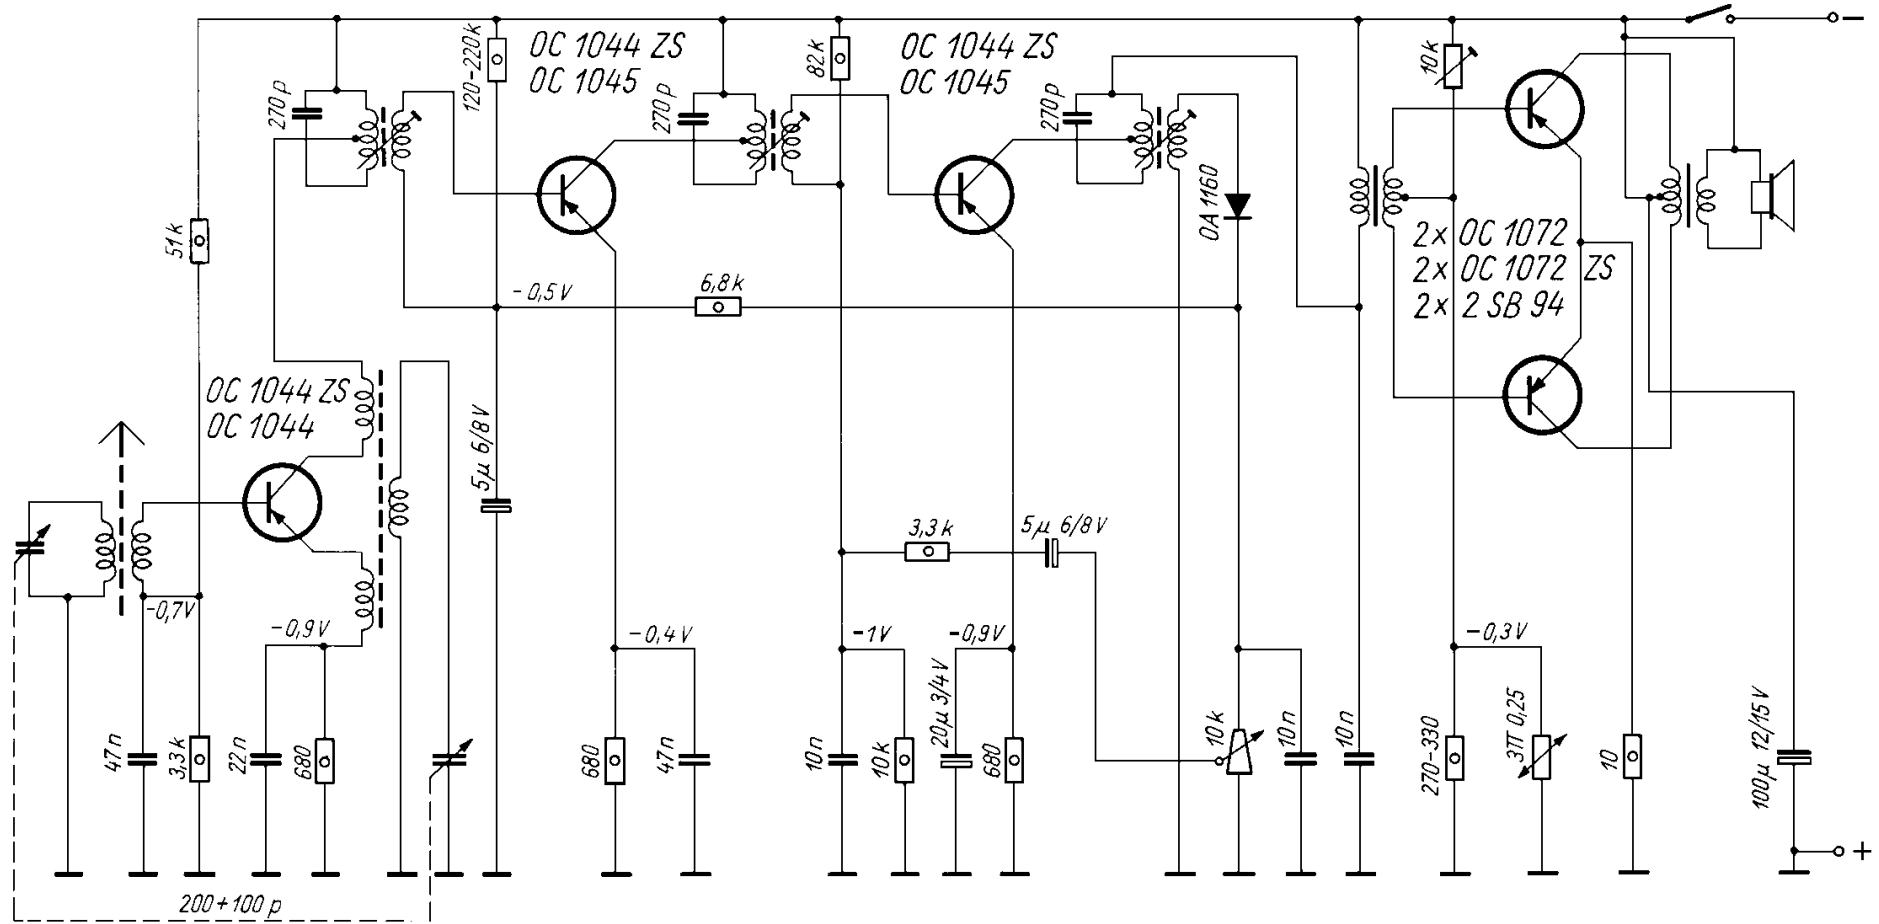 −
120-220k
OC 1044 ZS
OC 1045
82k
OC 1044 ZS
OC 1045
10k
270p
270p
270p
51k
OA 1160
2x OC 1072
2x OC 1072 ZS
2x 2 SB 94
-0,5V
6,8k
OC 1044 ZS
OC 1044
5µ 6/8V
3,3k
5µ 6/8V
-0,7V
-0,9V
-0,4V
-1V
-0,9V
-0,3V
47n
3,3k
22n
680
680
47n
10n
10k
20µ 3/4V
680
10k
10n
10n
270-330
3TΠ 0,25
10
100µ 12/15V
+
200+100p